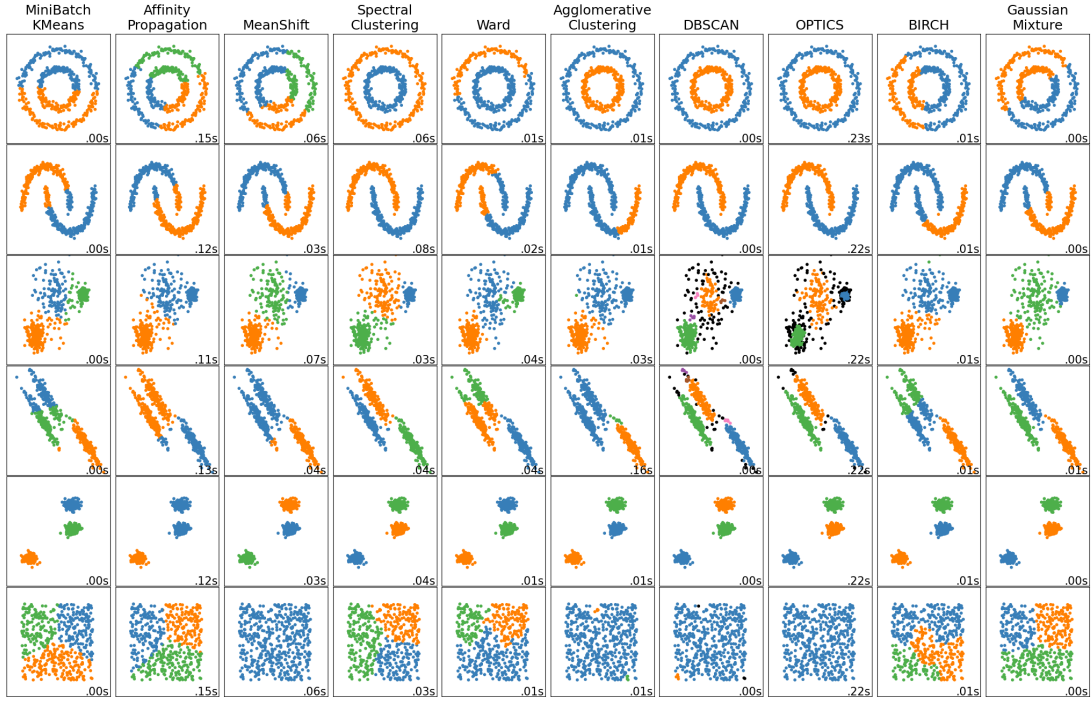 MiniBatch
KMeans
Affinity
Propagation
MeanShift
Spectral
Clustering
Ward
Agglomerative
Clustering
DBSCAN
OPTICS
BIRCH
Gaussian
Mixture
.00s
.15s
.06s
.06s
.01s
.01s
.00s
.23s
.01s
.00s
.00s
.12s
.03s
.08s
.02s
.01s
.00s
.22s
.01s
.00s
.00s
.11s
.07s
.03s
.04s
.03s
.00s
.22s
.01s
.00s
.00s
.13s
.04s
.04s
.04s
.16s
.00s
.22s
.01s
.01s
.00s
.12s
.03s
.04s
.01s
.01s
.00s
.22s
.01s
.00s
.00s
.15s
.06s
.03s
.01s
.01s
.00s
.22s
.01s
.00s